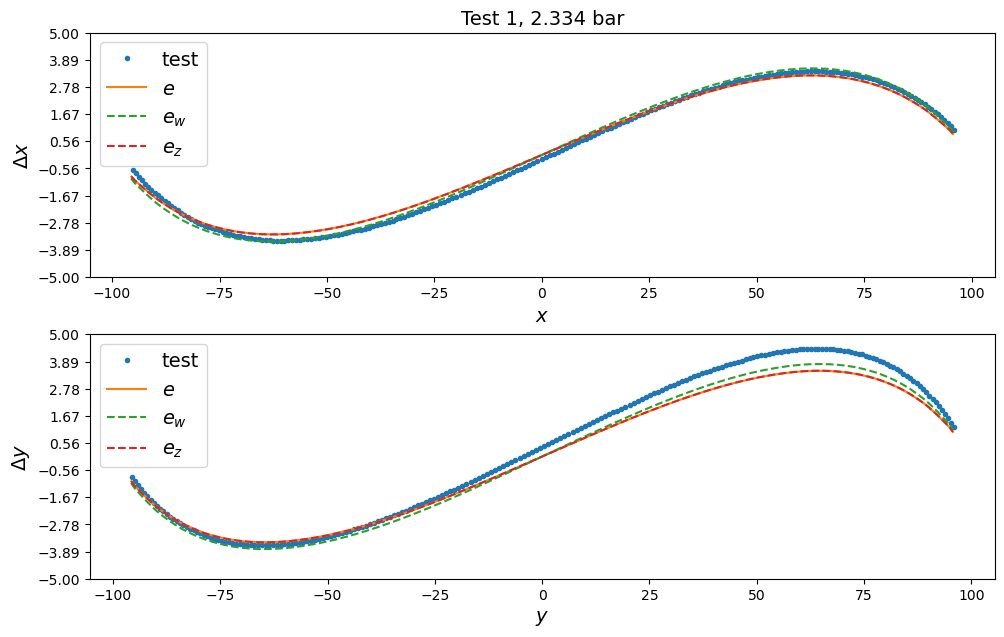 Test 1, 2.334 bar
5.00
3.89
2.78
1.67
0.56
−0.56
−1.67
−2.78
−3.89
−5.00
Δx
test
e
e_w
e_z
−100 −75 −50 −25 0 25 50 75 100
x
5.00
3.89
2.78
1.67
0.56
−0.56
−1.67
−2.78
−3.89
−5.00
Δy
test
e
e_w
e_z
−100 −75 −50 −25 0 25 50 75 100
y